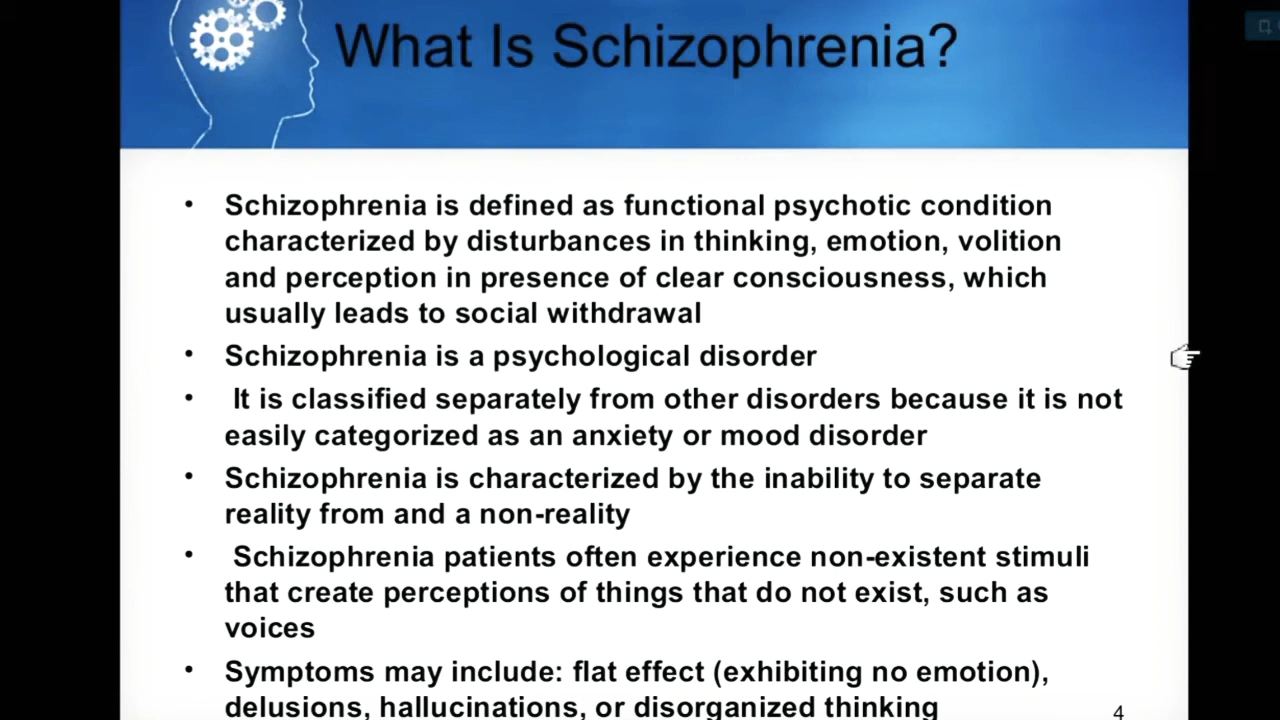 What Is Schizophrenia?
• Schizophrenia is defined as functional psychotic condition
characterized by disturbances in thinking, emotion, volition
and perception in presence of clear consciousness, which
usually leads to social withdrawal
• Schizophrenia is a psychological disorder
• It is classified separately from other disorders because it is not
easily categorized as an anxiety or mood disorder
• Schizophrenia is characterized by the inability to separate
reality from and a non-reality
• Schizophrenia patients often experience non-existent stimuli
that create perceptions of things that do not exist, such as
voices
• Symptoms may include: flat effect (exhibiting no emotion),
delusions, hallucinations, or disorganized thinking
4